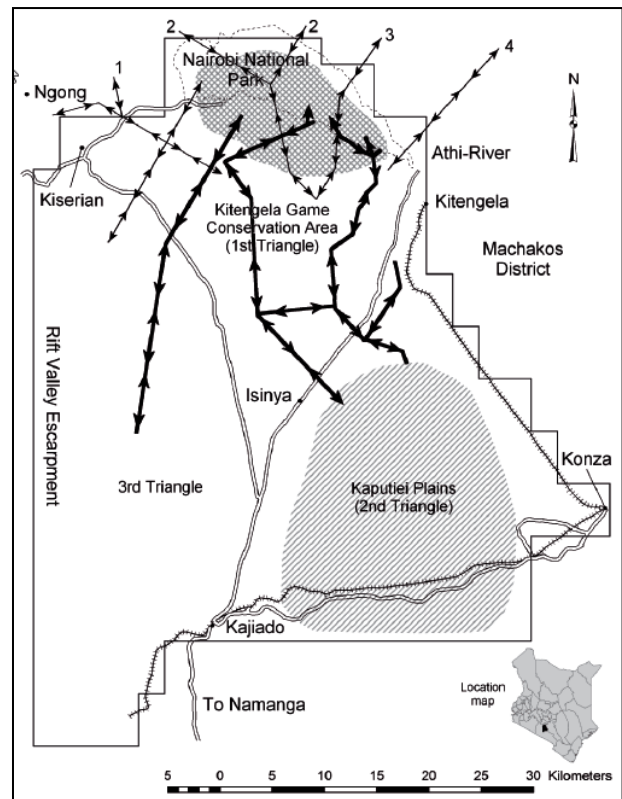 2
2
3
4
Nairobi National
Park
1
Ngong
N
Athi-River
Kiserian
Kitengela
Kitengela Game
Conservation Area
(1st Triangle)
Machakos
District
Rift Valley Escarpment
Isinya
Konza
3rd Triangle
Kaputiei Plains
(2nd Triangle)
Kajiado
Location
map
To Namanga
5 0 5 10 15 20 25 30 Kilometers